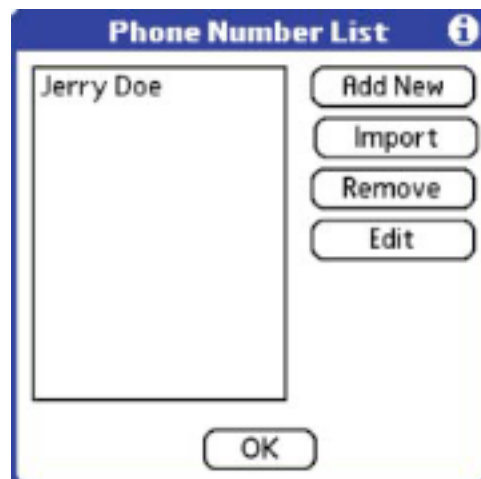 Phone Number List
Jerry Doe
Add New
Import
Remove
Edit
OK